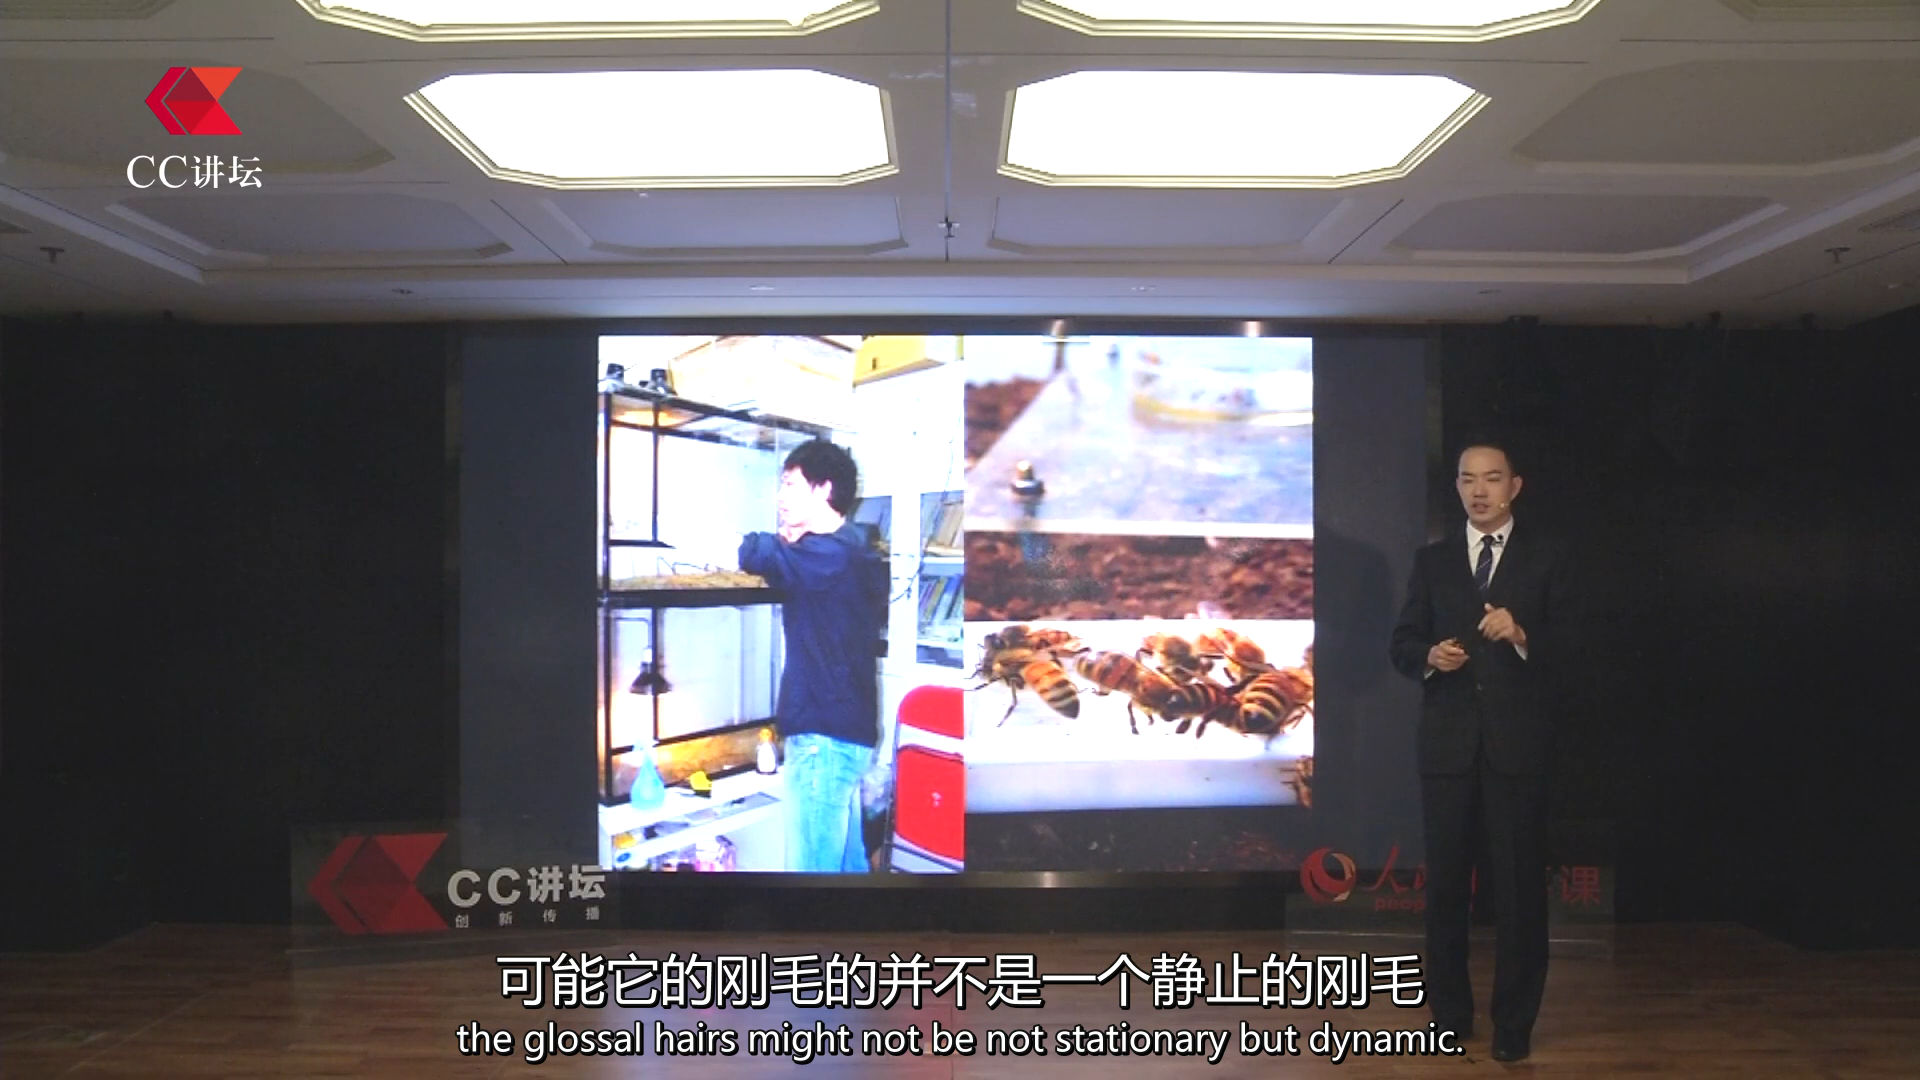 CC讲坛
CC讲坛
创新传播
课
可能它的刚毛的并不是一个静止的刚毛
the glossal hairs might not be not stationary but dynamic.